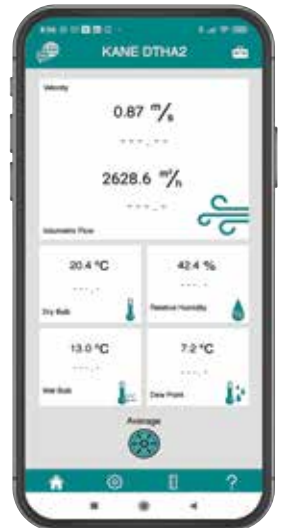 KANE DTHA2
Velocity
0.87 m/s
---.--
2628.6 m³/h
---.--
Volumetric Flow
20.4 °C
---.-
Dry Bulb
42.4 %
---.-
Relative Humidity
13.0 °C
---.-
Wet Bulb
7.2 °C
---.-
Dew Point
Average
?